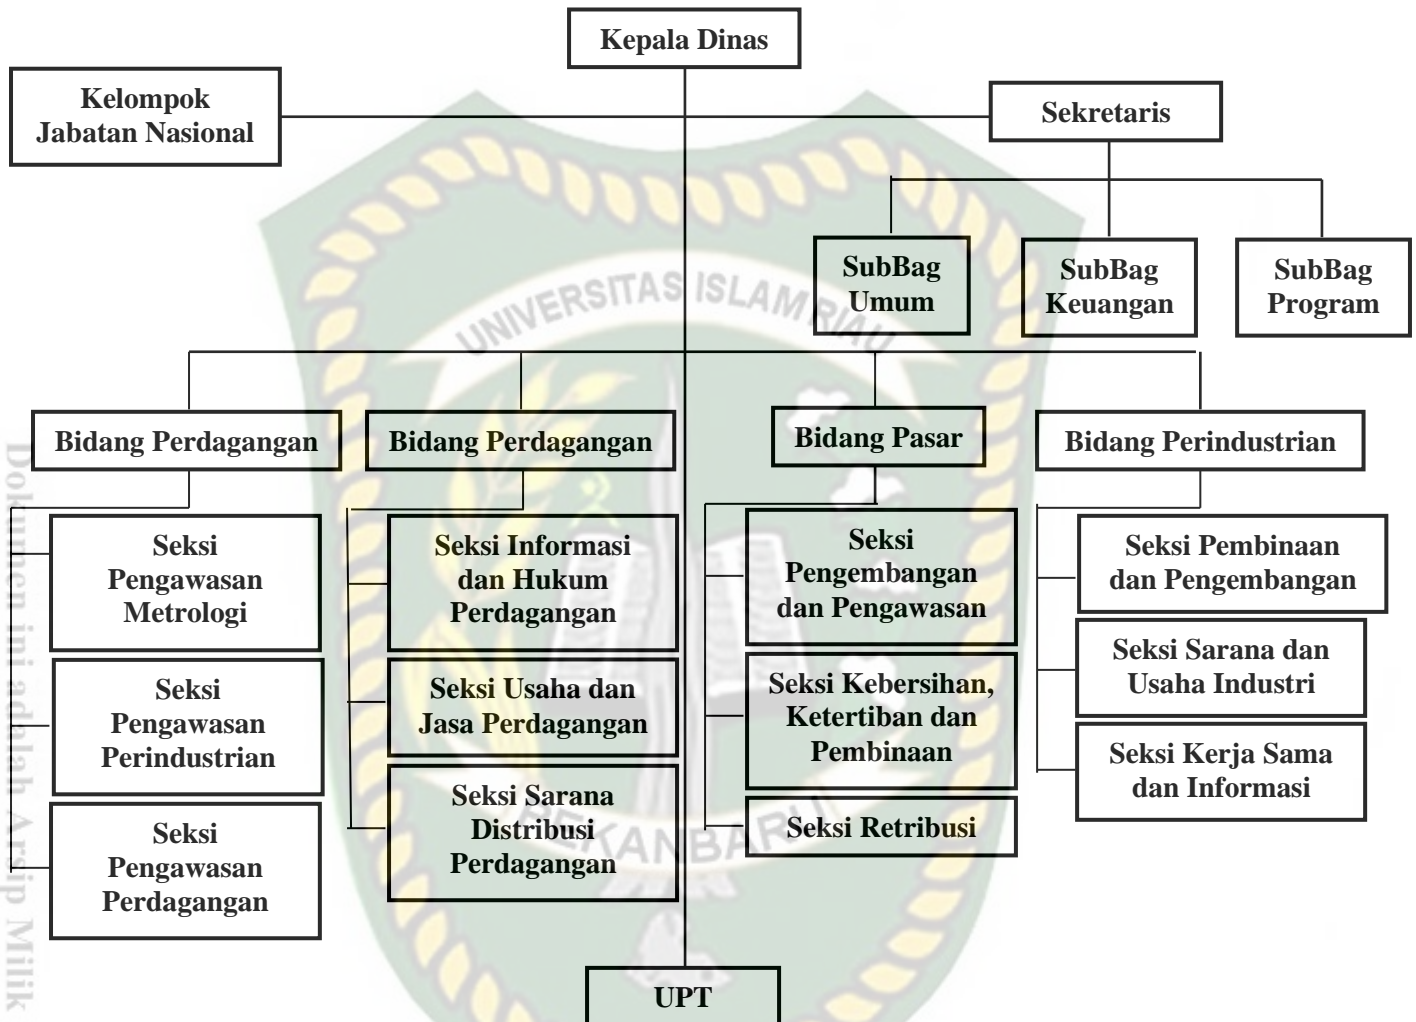 Kepala Dinas
Kelompok
Jabatan Nasional
Sekretaris
SubBag
Umum
SubBag
Keuangan
SubBag
Program
UNIVERSITAS ISLAM RIAU
Bidang Perdagangan
Bidang Perdagangan
Bidang Pasar
Bidang Perindustrian
Seksi
Pengawasan
Metrologi
Seksi
Pengawasan
Perindustrian
Seksi
Pengawasan
Perdagangan
Seksi Informasi
dan Hukum
Perdagangan
Seksi Usaha dan
Jasa Perdagangan
Seksi Sarana
Distribusi
Perdagangan
Seksi
Pengembangan
dan Pengawasan
Seksi Kebersihan,
Ketertiban dan
Pembinaan
Seksi Retribusi
Seksi Pembinaan
dan Pengembangan
Seksi Sarana dan
Usaha Industri
Seksi Kerja Sama
dan Informasi
PEKANBARU
UPT
Dokumen ini adalah Arsip Milik